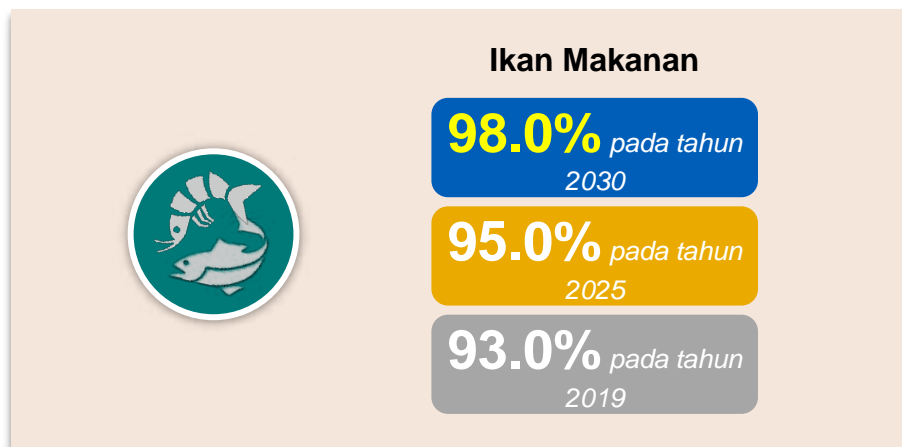 Ikan Makanan
98.0% pada tahun
2030
95.0% pada tahun
2025
93.0% pada tahun
2019